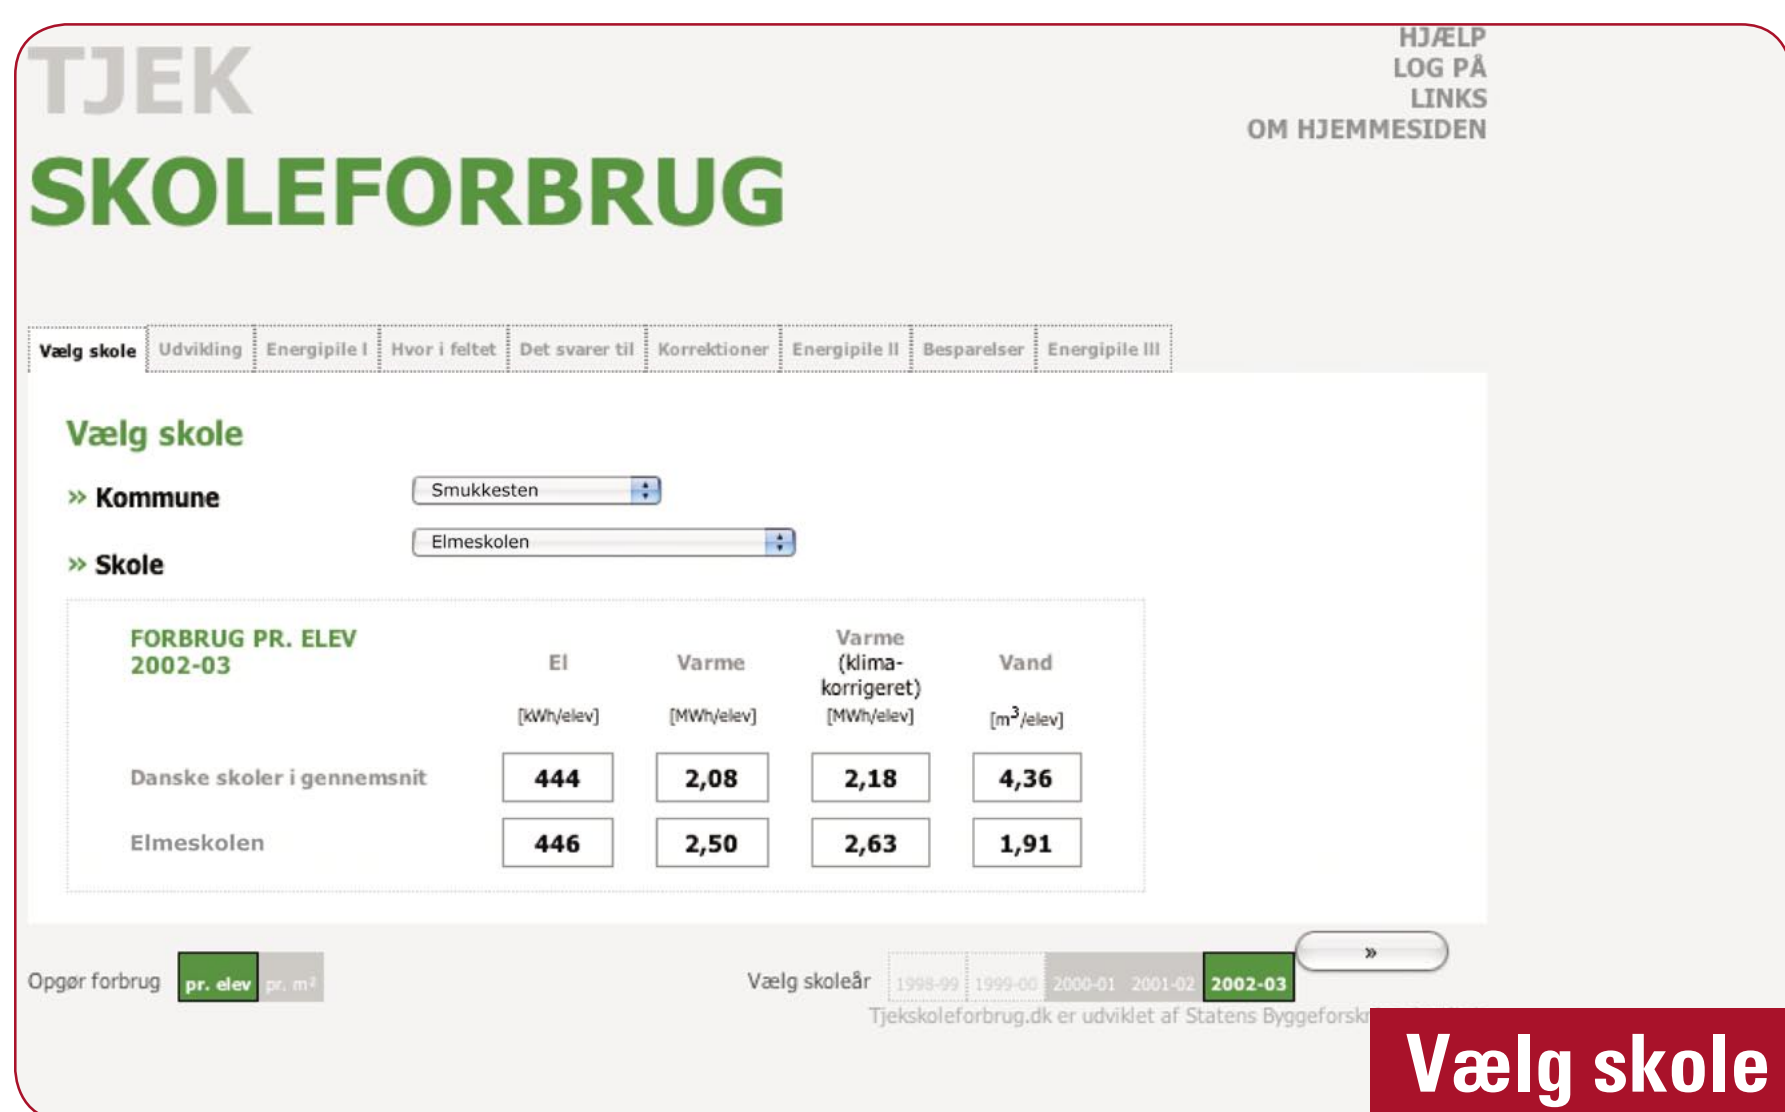 TJEK
SKOLEFORBRUG
HJÆLP
LOG PÅ
LINKS
OM HJEMMESIDEN
Vælg skole Udvikling Energipile I Hvor i feltet Det svarer til Korrektioner Energipile II Besparelser Energipile III
Vælg skole
» Kommune Smukkesten
» Skole Elmeskolen
FORBRUG PR. ELEV
2002-03
El
[kWh/elev]
Varme
[MWh/elev]
Varme
(klima-
korrigeret)
[MWh/elev]
Vand
[m³/elev]
Danske skoler i gennemsnit 444 2,08 2,18 4,36
Elmeskolen 446 2,50 2,63 1,91
Opgør forbrug pr. elev pr. m²
Vælg skoleår 1998-99 1999-00 2000-01 2001-02 2002-03 »
Tjekskoleforbrug.dk er udviklet af Statens
Vælg skole